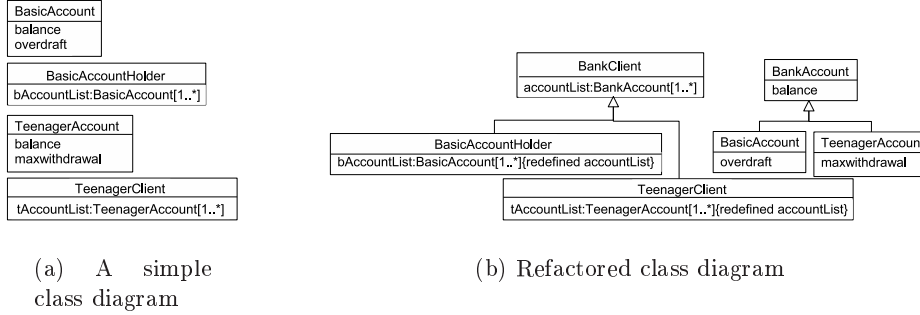 BasicAccount
balance
overdraft
BasicAccountHolder
bAccountList:BasicAccount[1..*]
TeenagerAccount
balance
maxwithdrawal
TeenagerClient
tAccountList:TeenagerAccount[1..*]
(a) A simple
class diagram
BankClient
accountList:BankAccount[1..*]
BankAccount
balance
BasicAccountHolder
bAccountList:BasicAccount[1..*]{redefined accountList}
BasicAccount
overdraft
TeenagerAccount
maxwithdrawal
TeenagerClient
tAccountList:TeenagerAccount[1..*]{redefined accountList}
(b) Refactored class diagram